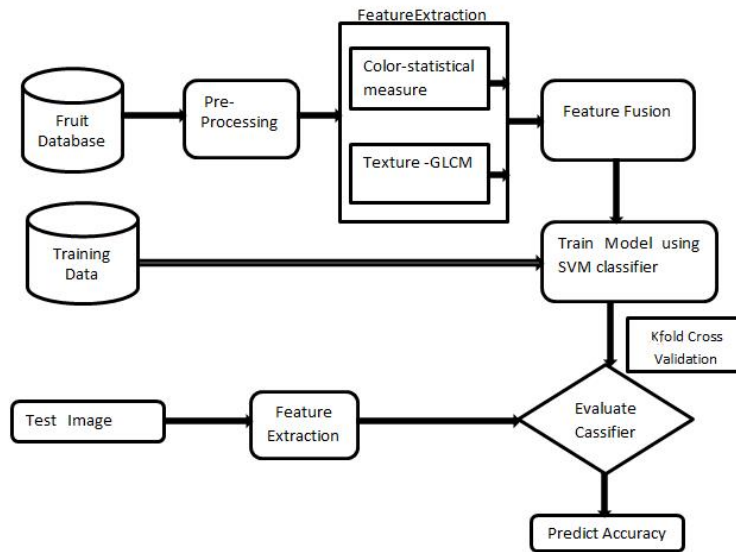 FeatureExtraction
Color-statistical
measure
Texture -GLCM
Fruit
Database
Pre-
Processing
Feature Fusion
Training
Data
Train Model using
SVM classifier
Kfold Cross
Validation
Test Image
Feature
Extraction
Evaluate
Cassifier
Predict Accuracy